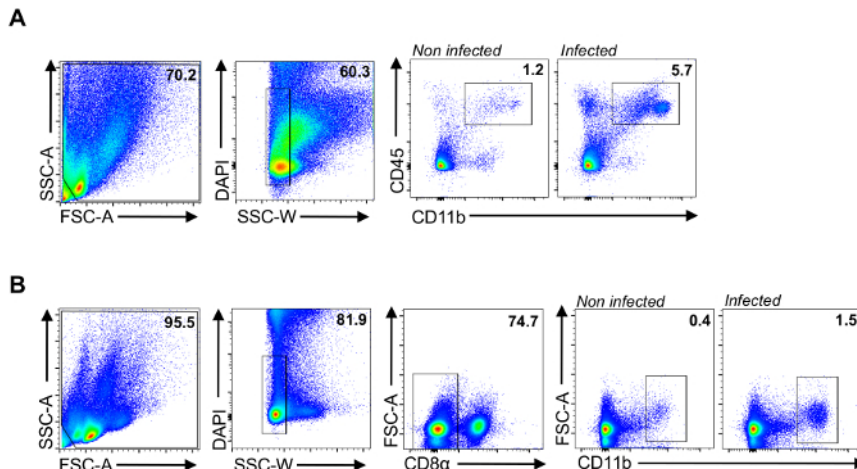 A
Non infected
Infected
70.2
60.3
1.2
5.7
SSC-A
DAPI
CD45
FSC-A
SSC-W
CD11b
B
Non infected
Infected
95.5
81.9
74.7
0.4
1.5
SSC-A
DAPI
FSC-A
FSC-A
FSC-A
SSC-W
CD8α
CD11b